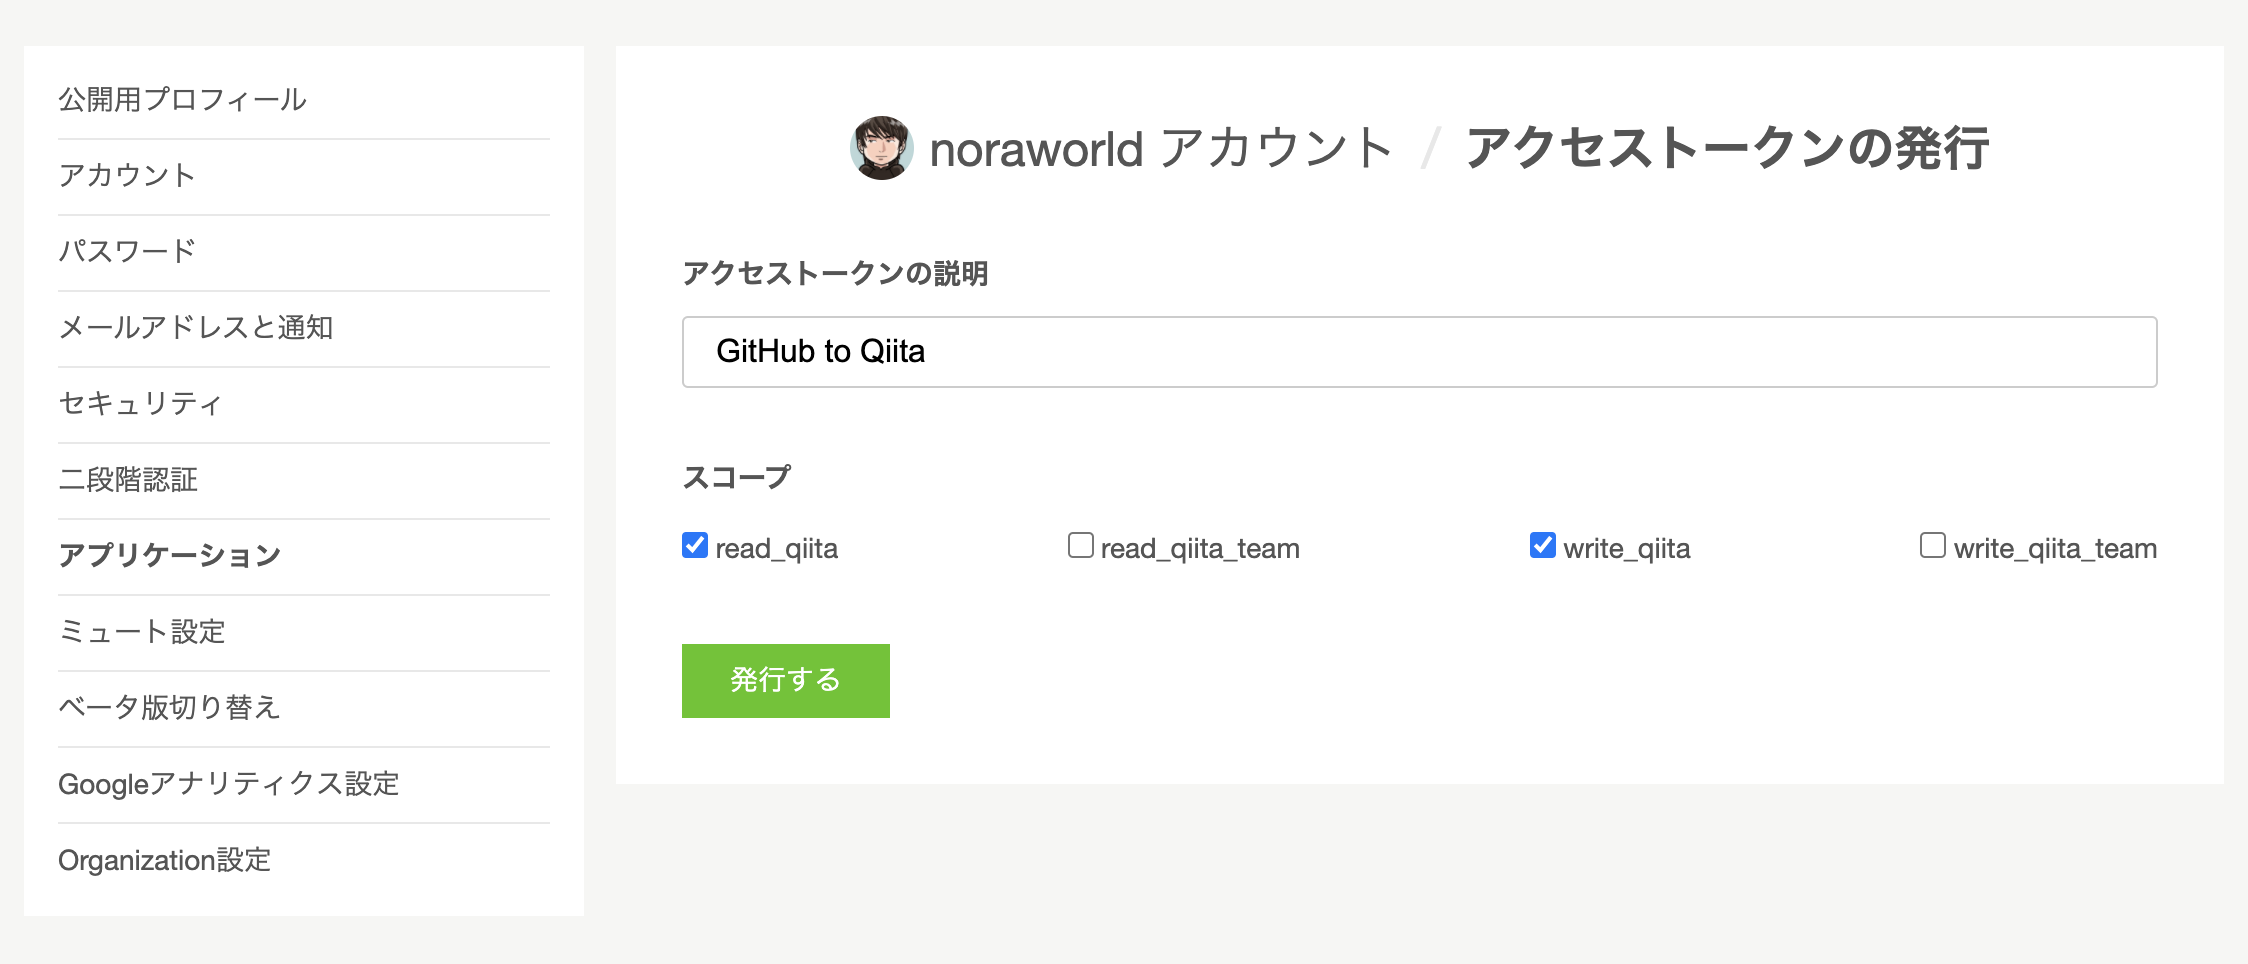 公開用プロフィール
アカウント
パスワード
メールアドレスと通知
セキュリティ
二段階認証
アプリケーション
ミュート設定
ベータ版切り替え
Googleアナリティクス設定
Organization設定
noraworld アカウント / アクセストークンの発行
アクセストークンの説明
GitHub to Qiita
スコープ
read_qiita read_qiita_team write_qiita write_qiita_team
発行する